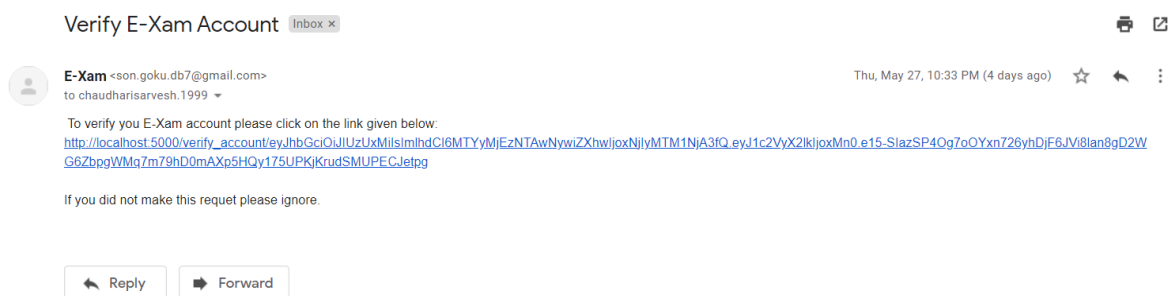 Verify E-Xam Account Inbox ×
E-Xam <son.goku.db7@gmail.com> Thu, May 27, 10:33 PM (4 days ago)
to chaudharisarvesh.1999
To verify you E-Xam account please click on the link given below:
http://localhost:5000/verify_account/eyJhbGciOiJIUzUxMiIsImlhdCI6MTYyMjEzNTAwNywiZXhwIjoxNjIyMTM1NjA3fQ.eyJ1c2VyX2lkIjoxMn0.e15-SIazSP4Og7oOYxn726yhDjF6JVi8Ian8gD2W
G6ZbpgWMq7m79hD0mAXp5HQy175UPKjKrudSMUPECJetpg
If you did not make this requet please ignore.
Reply Forward